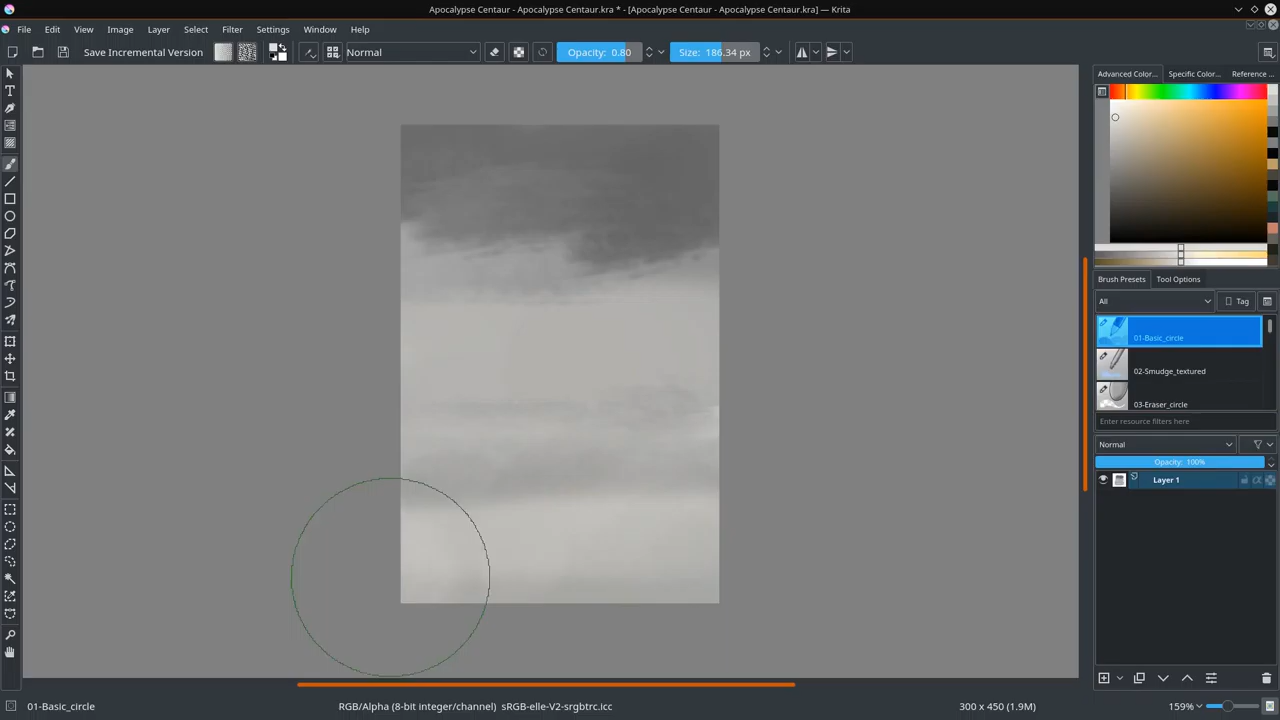 Apocalypse Centaur - Apocalypse Centaur.kra * - [Apocalypse Centaur - Apocalypse Centaur.kra] — Krita
File Edit View Image Layer Select Filter Settings Window Help
Save Incremental Version Normal Opacity: 0.80 Size: 186.34 px
Advanced Color... Specific Color... Reference ...
Brush Presets Tool Options
All Tag
01-Basic_circle
02-Smudge_textured
03-Eraser_circle
Enter resource filters here
Normal
Opacity: 100%
Layer 1
01-Basic_circle RGB/Alpha (8-bit integer/channel) sRGB-elle-V2-srgbtrc.icc 300 x 450 (1.9M) 159%